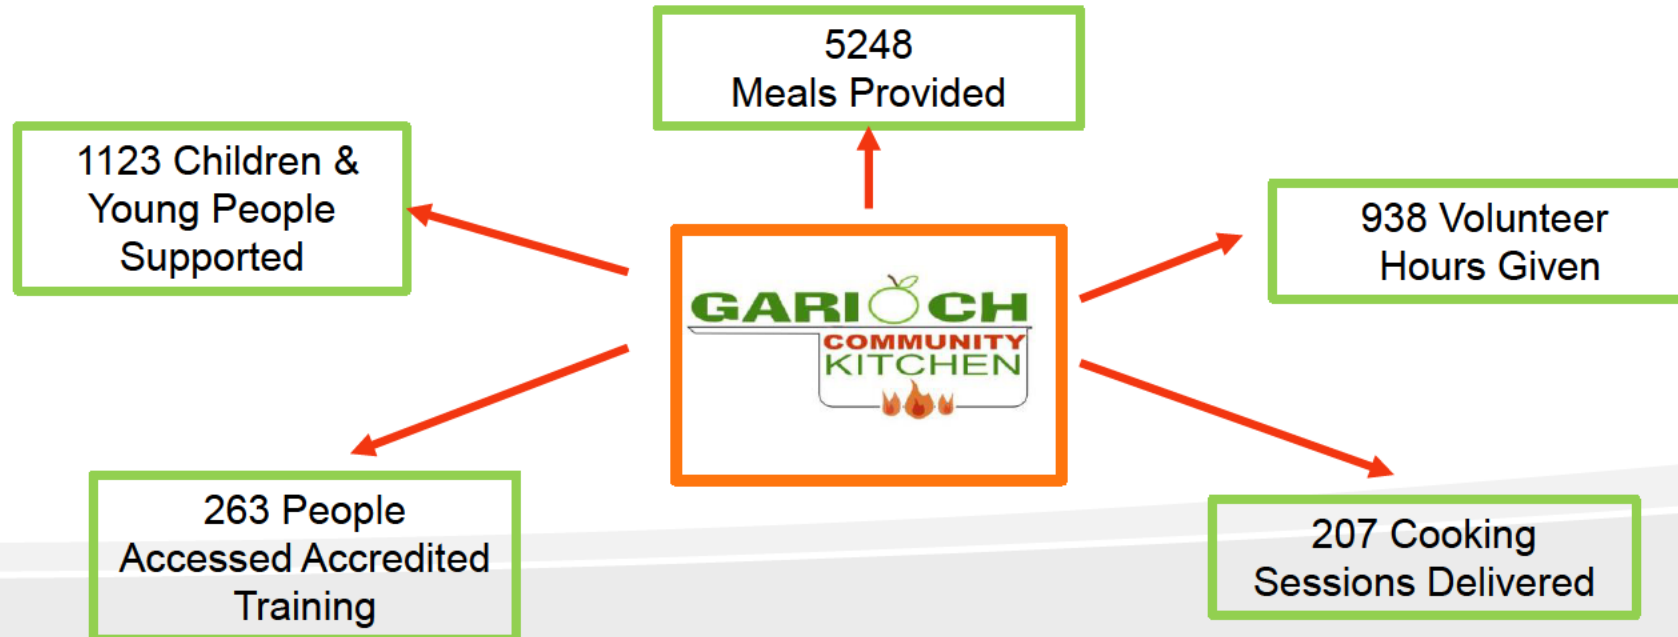 5248
Meals Provided
1123 Children &
Young People
Supported
938 Volunteer
Hours Given
GARIOCH
COMMUNITY
KITCHEN
263 People
Accessed Accredited
Training
207 Cooking
Sessions Delivered